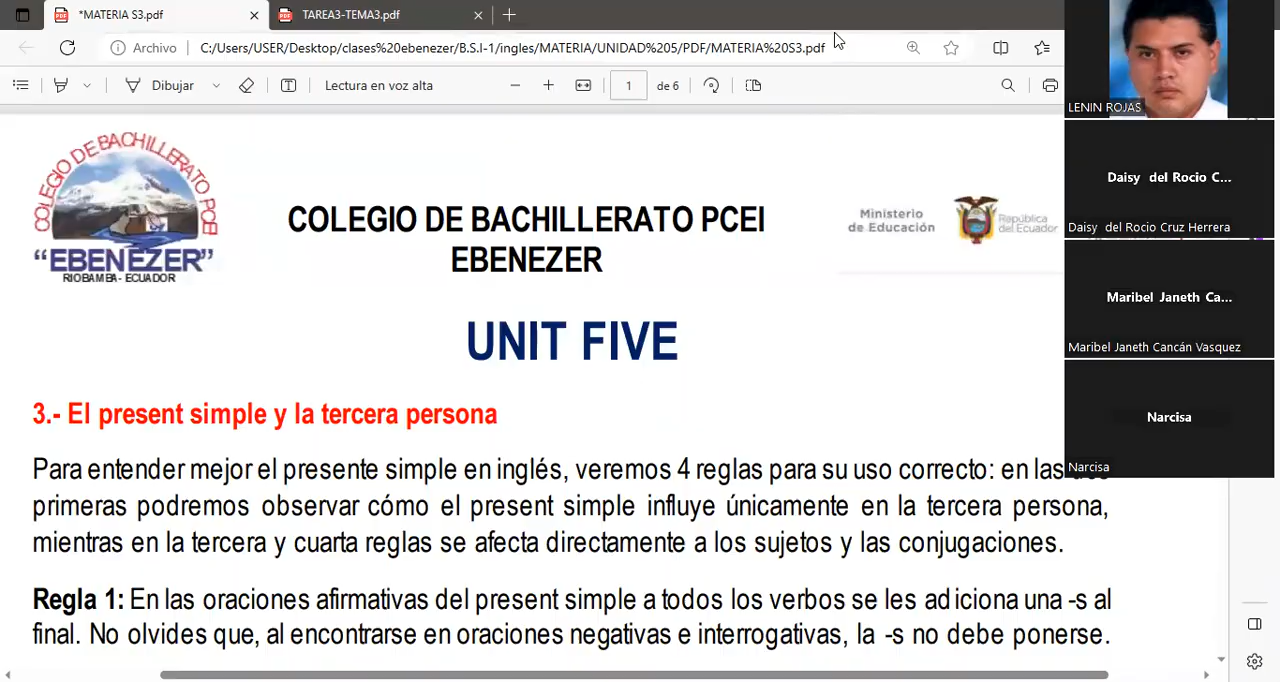 *MATERIA S3.pdf
TAREA3-TEMA3.pdf
Archivo
C:/Users/USER/Desktop/clases%20ebenezer/B.S.I-1/ingles/MATERIA/UNIDAD%205/PDF/MATERIA%20S3.pdf
Dibujar
Lectura en voz alta
1
de 6
LENIN ROJAS
Daisy del Rocio C...
Daisy del Rocio Cruz Herrera
Maribel Janeth Ca...
Maribel Janeth Cancán Vasquez
Narcisa
Narcisa
COLEGIO DE BACHILLERATO PCEI
"EBENEZER"
RIOBAMBA - ECUADOR
COLEGIO DE BACHILLERATO PCEI
EBENEZER
Ministerio
de Educación
República
del Ecuador
UNIT FIVE
3.- El present simple y la tercera persona
Para entender mejor el presente simple en inglés, veremos 4 reglas para su uso correcto: en las
primeras podremos observar cómo el present simple influye únicamente en la tercera persona,
mientras en la tercera y cuarta reglas se afecta directamente a los sujetos y las conjugaciones.
Regla 1: En las oraciones afirmativas del present simple a todos los verbos se les adiciona una -s al
final. No olvides que, al encontrarse en oraciones negativas e interrogativas, la -s no debe ponerse.